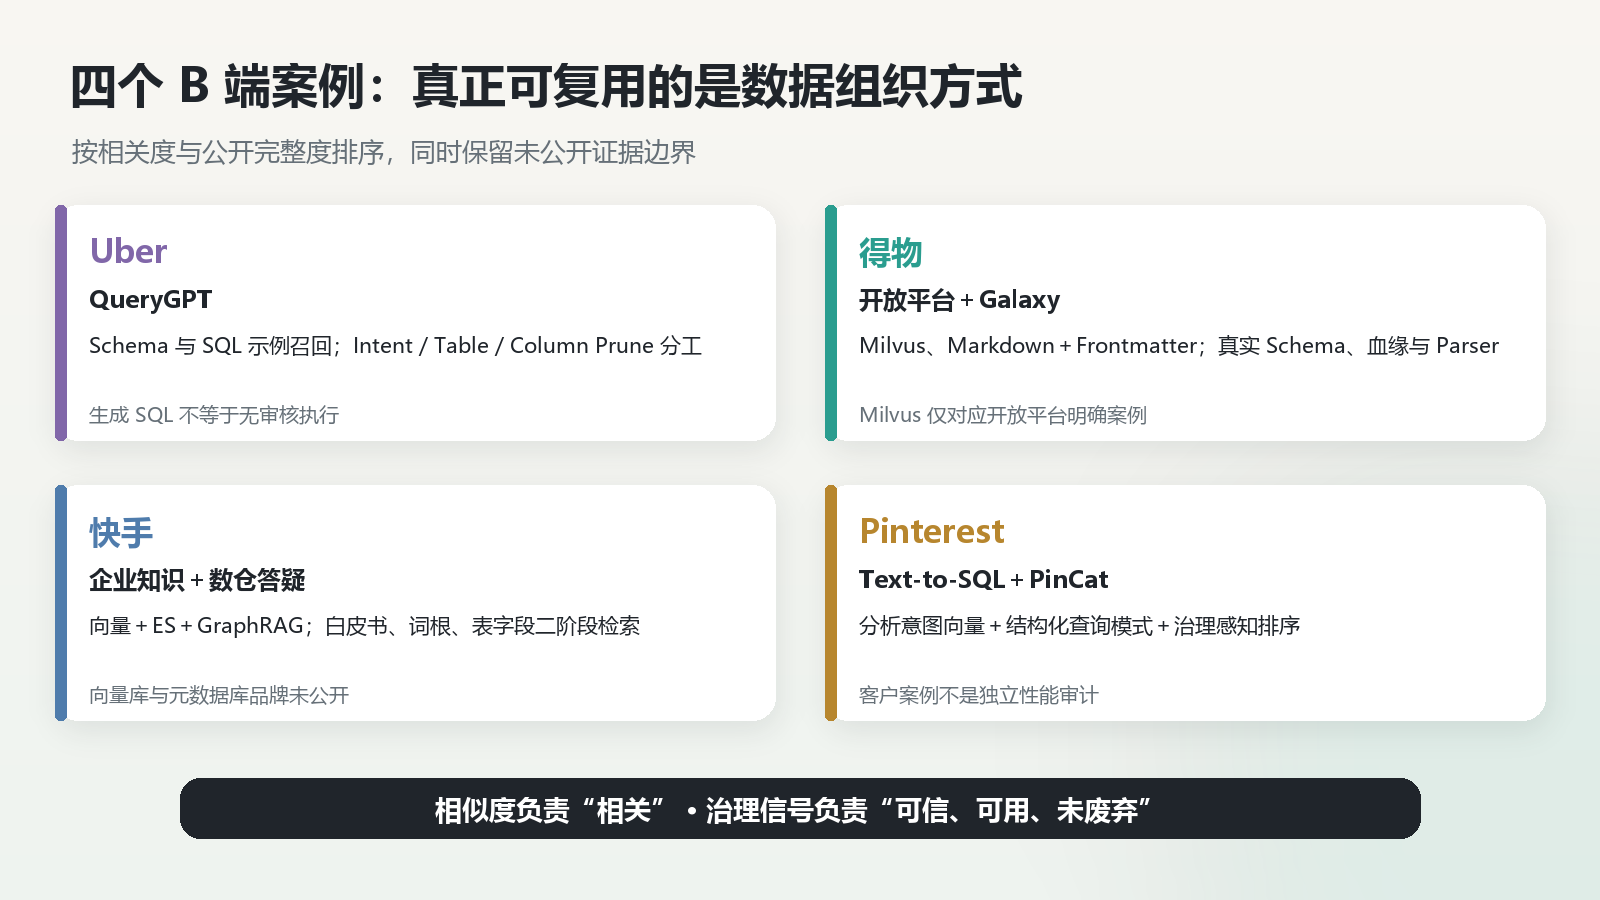 四个 B 端案例：真正可复用的是数据组织方式
按相关度与公开完整度排序，同时保留未公开证据边界
Uber
QueryGPT
Schema 与 SQL 示例召回；Intent / Table / Column Prune 分工
生成 SQL 不等于无审核执行
得物
开放平台 + Galaxy
Milvus、Markdown + Frontmatter；真实 Schema、血缘与 Parser
Milvus 仅对应开放平台明确案例
快手
企业知识 + 数仓答疑
向量 + ES + GraphRAG；白皮书、词根、表字段二阶段检索
向量库与元数据库品牌未公开
Pinterest
Text-to-SQL + PinCat
分析意图向量 + 结构化查询模式 + 治理感知排序
客户案例不是独立性能审计
相似度负责“相关” · 治理信号负责“可信、可用、未废弃”